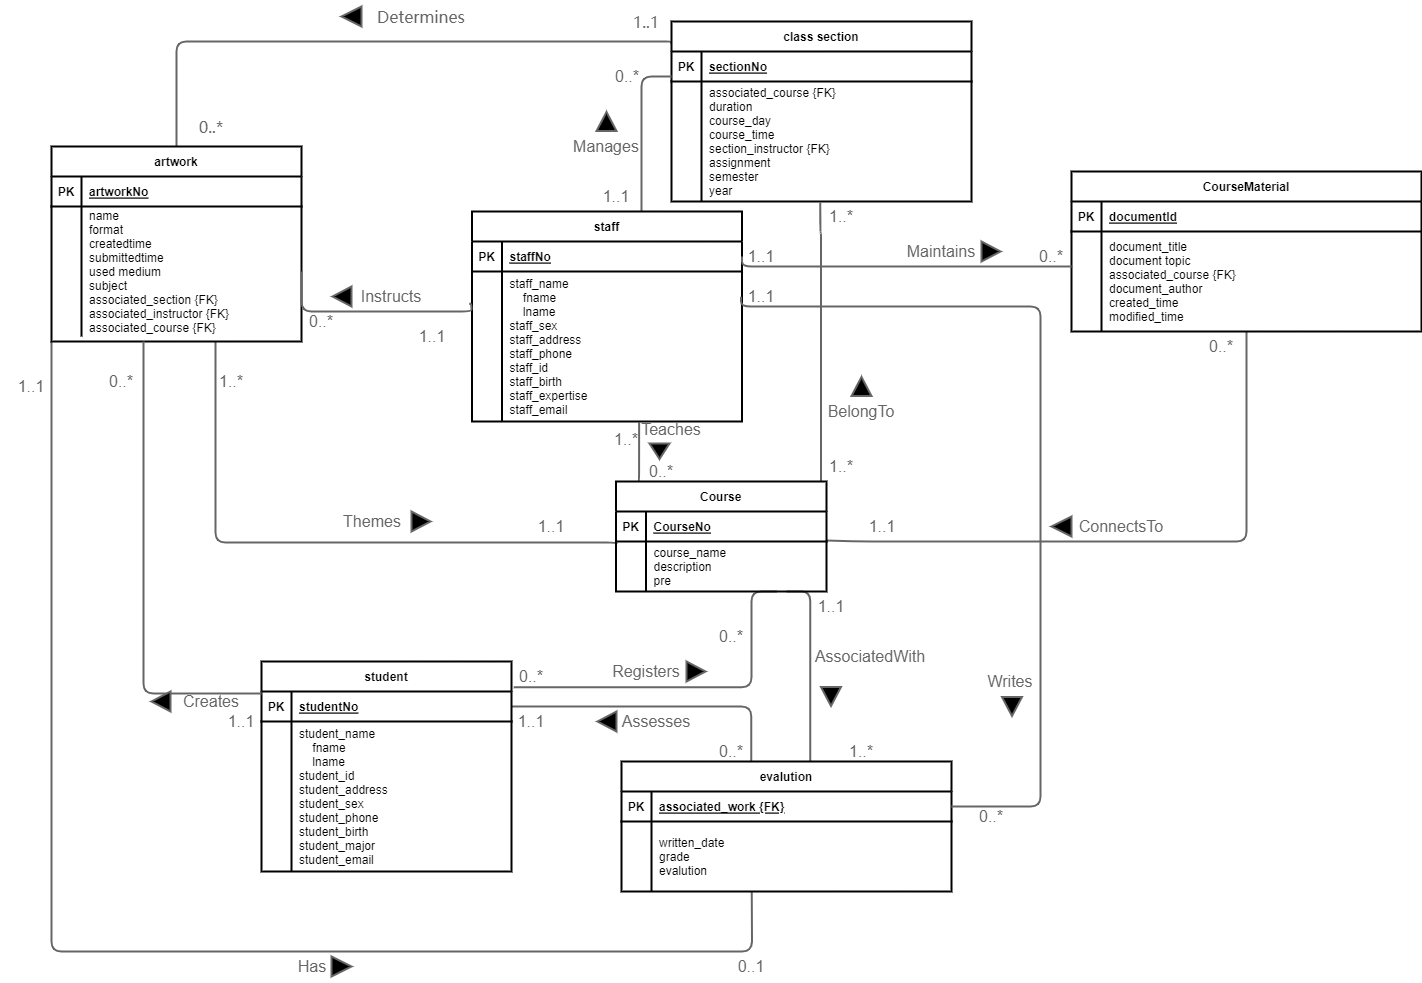 Determines
1..1
0..*
class section
PK
sectionNo
associated_course {FK}
duration
course_day
course_time
section_instructor {FK}
assignment
semester
year
0..*
Manages
1..1
artwork
PK
artworkNo
name
format
createdtime
submittedtime
used medium
subject
associated_section {FK}
associated_instructor {FK}
associated_course {FK}
Instructs
0..*
1..1
staff
PK
staffNo
staff_name
fname
lname
staff_sex
staff_address
staff_phone
staff_id
staff_birth
staff_expertise
staff_email
1..1
Maintains
0..*
1..1
CourseMaterial
PK
documentId
document_title
document topic
associated_course {FK}
document_author
created_time
modified_time
0..*
1..*
BelongTo
1..*
1..1
0..*
1..*
Teaches
1..*
0..*
Course
PK
CourseNo
course_name
description
pre
Themes
1..1
1..1
ConnectsTo
0..*
1..1
Registers
0..*
AssociatedWith
Writes
student
PK
studentNo
student_name
fname
lname
student_id
student_address
student_sex
student_phone
student_birth
student_major
student_email
Creates
1..1
1..1
Assesses
0..*
1..*
evalution
PK
associated_work {FK}
written_date
grade
evalution
0..*
Has
0..1